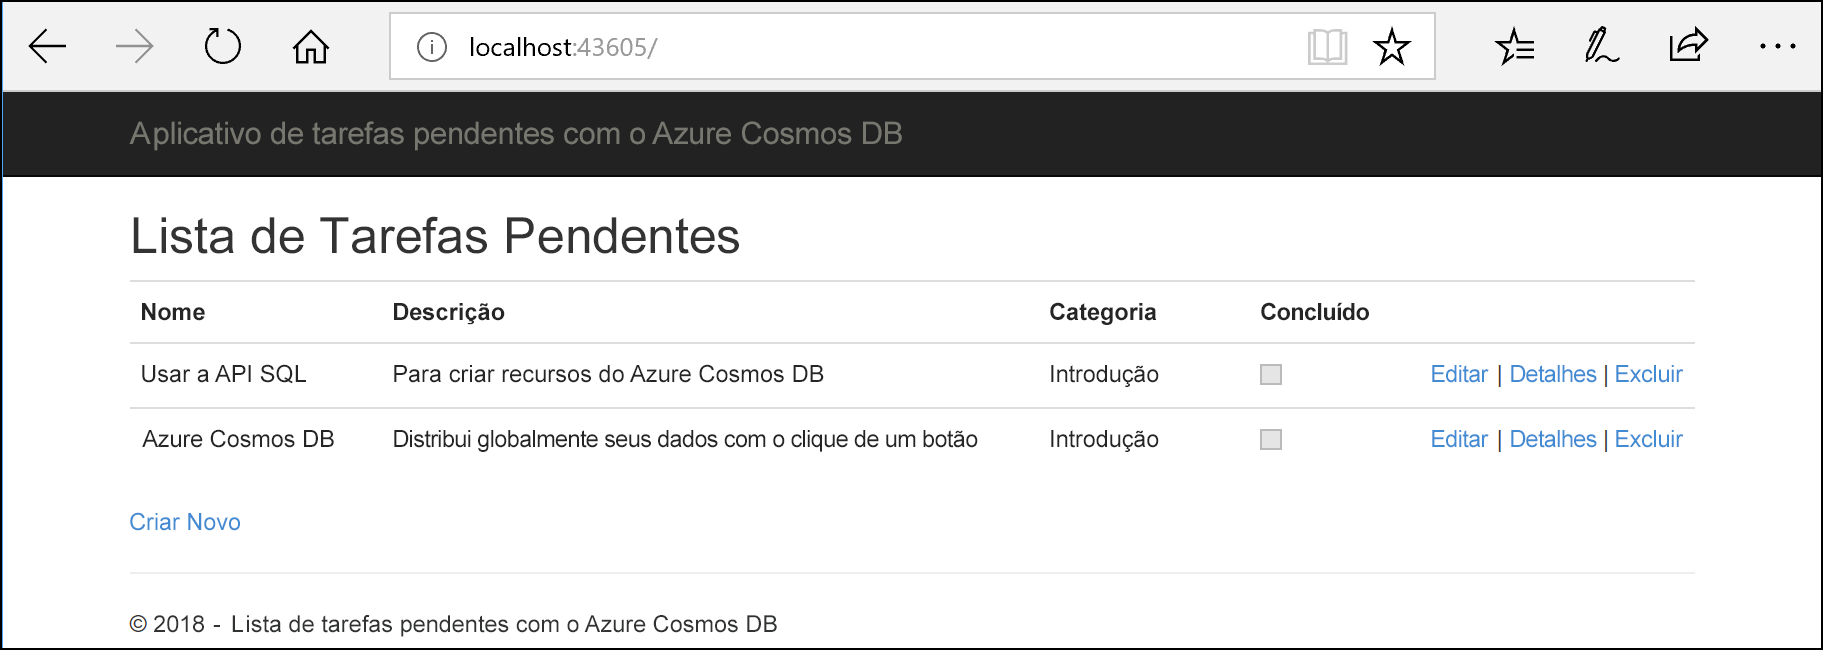 localhost:43605/
Aplicativo de tarefas pendentes com o Azure Cosmos DB
Lista de Tarefas Pendentes
Nome Descrição Categoria Concluído
Usar a API SQL Para criar recursos do Azure Cosmos DB Introdução Editar | Detalhes | Excluir
Azure Cosmos DB Distribui globalmente seus dados com o clique de um botão Introdução Editar | Detalhes | Excluir
Criar Novo
© 2018 - Lista de tarefas pendentes com o Azure Cosmos DB